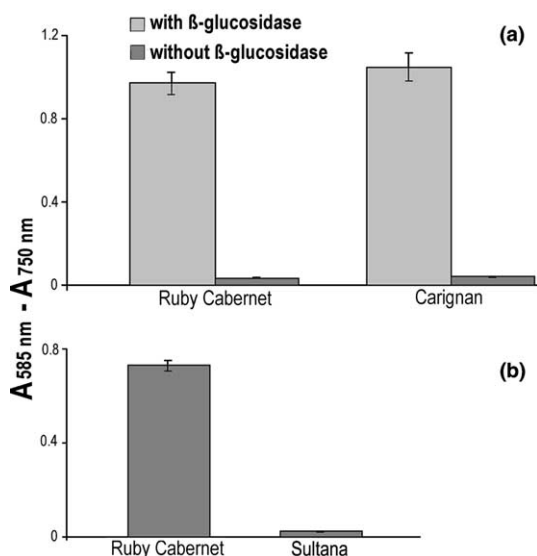 with ß-glucosidase
without ß-glucosidase
(a)
1.2
0.8
0.4
0
Ruby Cabernet
Carignan
A585 nm - A750 nm
(b)
0.8
0.4
0
Ruby Cabernet
Sultana